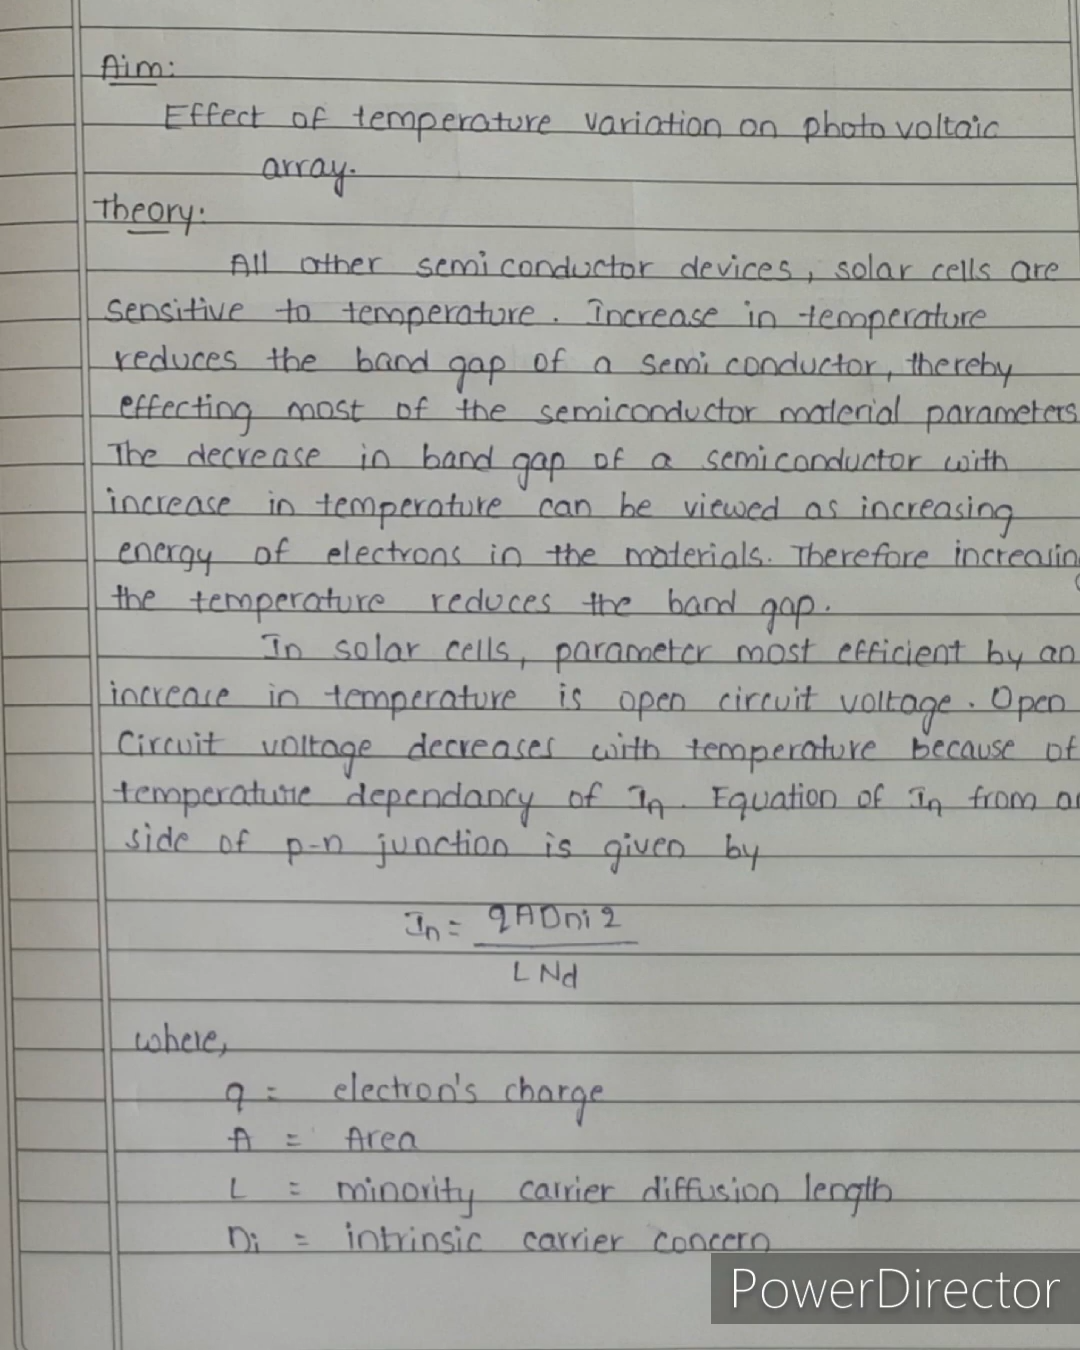 Aim:
Effect of temperature variation on photo voltaic
array.
Theory:
All other semi conductor devices, solar cells are
sensitive to temperature. Increase in temperature
reduces the band gap of a semi conductor, thereby
effecting most of the semiconductor material parameters
The decrease in band gap of a semiconductor with
increase in temperature can be viewed as increasing
energy of electrons in the materials. Therefore increasin
the temperature reduces the band gap.
In solar cells, parameter most efficient by an
increace in temperature is open circuit voltage. Open
Circuit voltage decreases with temperature because of
temperature dependancy of In. Equation of In from o
side of p-n junction is given by
In = qADni2
LNd
where,
q = electron's charge
A = Area
L = minority carrier diffusion length
ni = intrinsic carrier concern
PowerDirector